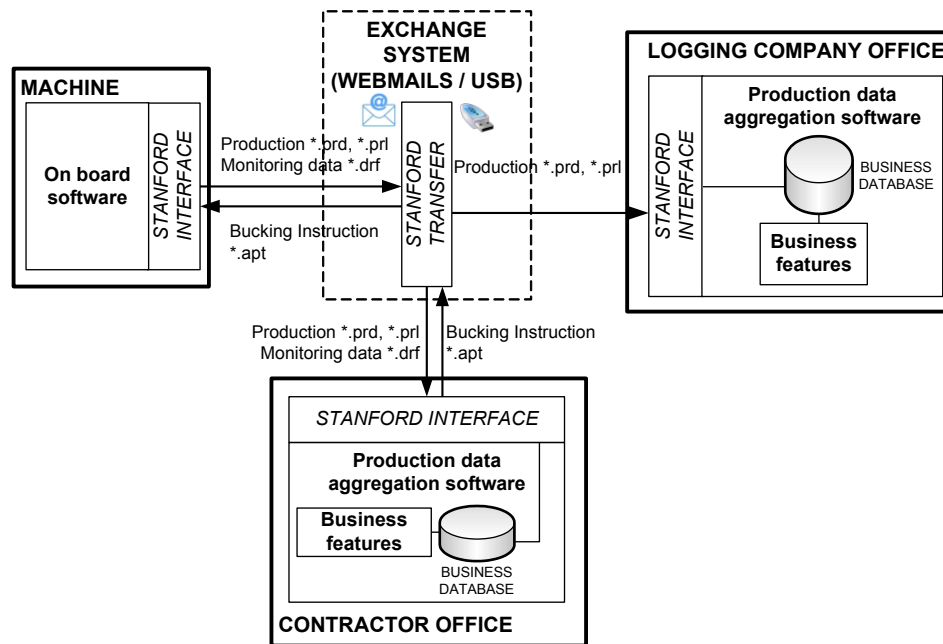 EXCHANGE
SYSTEM
(WEBMAILS / USB)
LOGGING COMPANY OFFICE
MACHINE
On board
software
STANFORD
INTERFACE
Production *.prd, *.prl
Monitoring data *.drf
Bucking Instruction
*.apt
STANFORD
TRANSFER
Production *.prd, *.prl
STANFORD
INTERFACE
Production data
aggregation software
BUSINESS
DATABASE
Business
features
Production *.prd, *.prl
Monitoring data *.drf
Bucking Instruction
*.apt
STANFORD INTERFACE
Production data
aggregation software
Business
features
BUSINESS
DATABASE
CONTRACTOR OFFICE